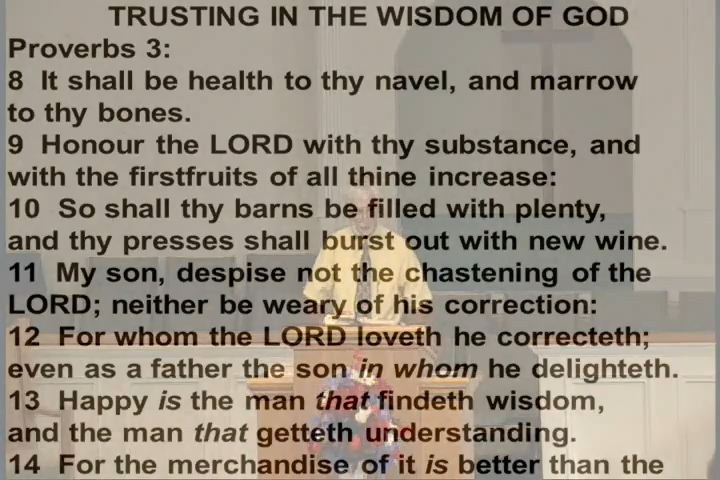 TRUSTING IN THE WISDOM OF GOD
Proverbs 3:
8 It shall be health to thy navel, and marrow
to thy bones.
9 Honour the LORD with thy substance, and
with the firstfruits of all thine increase:
10 So shall thy barns be filled with plenty,
and thy presses shall burst out with new wine.
11 My son, despise not the chastening of the
LORD; neither be weary of his correction:
12 For whom the LORD loveth he correcteth;
even as a father the son in whom he delighteth.
13 Happy is the man that findeth wisdom,
and the man that getteth understanding.
14 For the merchandise of it is better than the